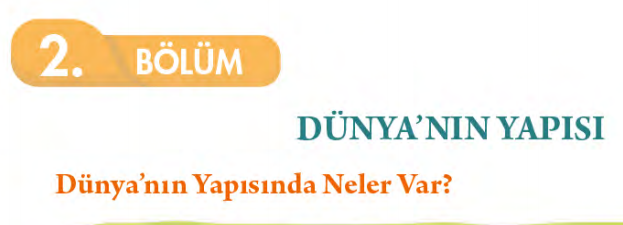 2. BÖLÜM
DÜNYA’NIN YAPISI
Dünya’nın Yapısında Neler Var?